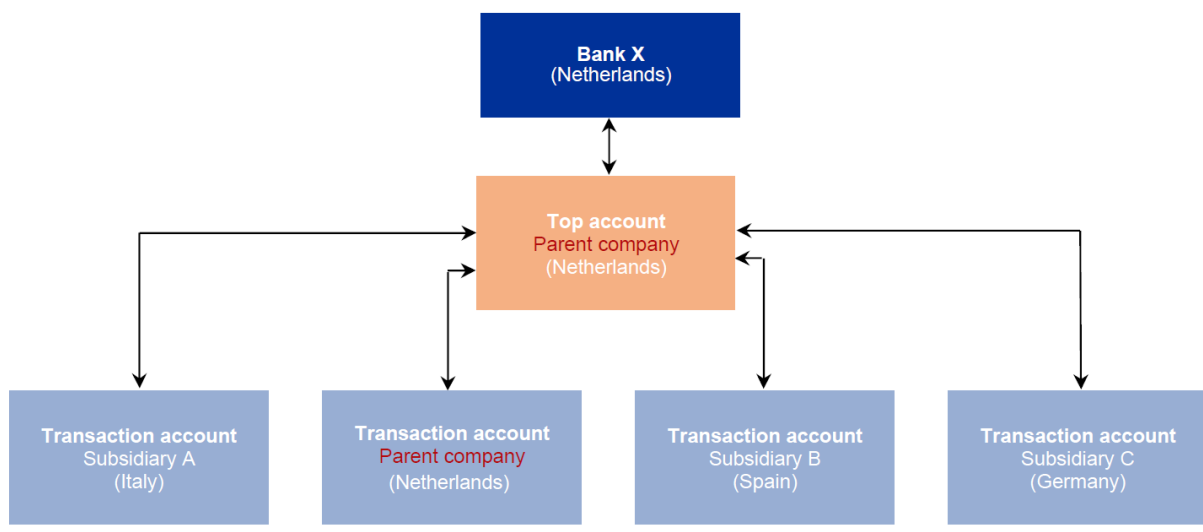 Bank X
(Netherlands)
Top account
Parent company
(Netherlands)
Transaction account
Subsidiary A
(Italy)
Transaction account
Parent company
(Netherlands)
Transaction account
Subsidiary B
(Spain)
Transaction account
Subsidiary C
(Germany)